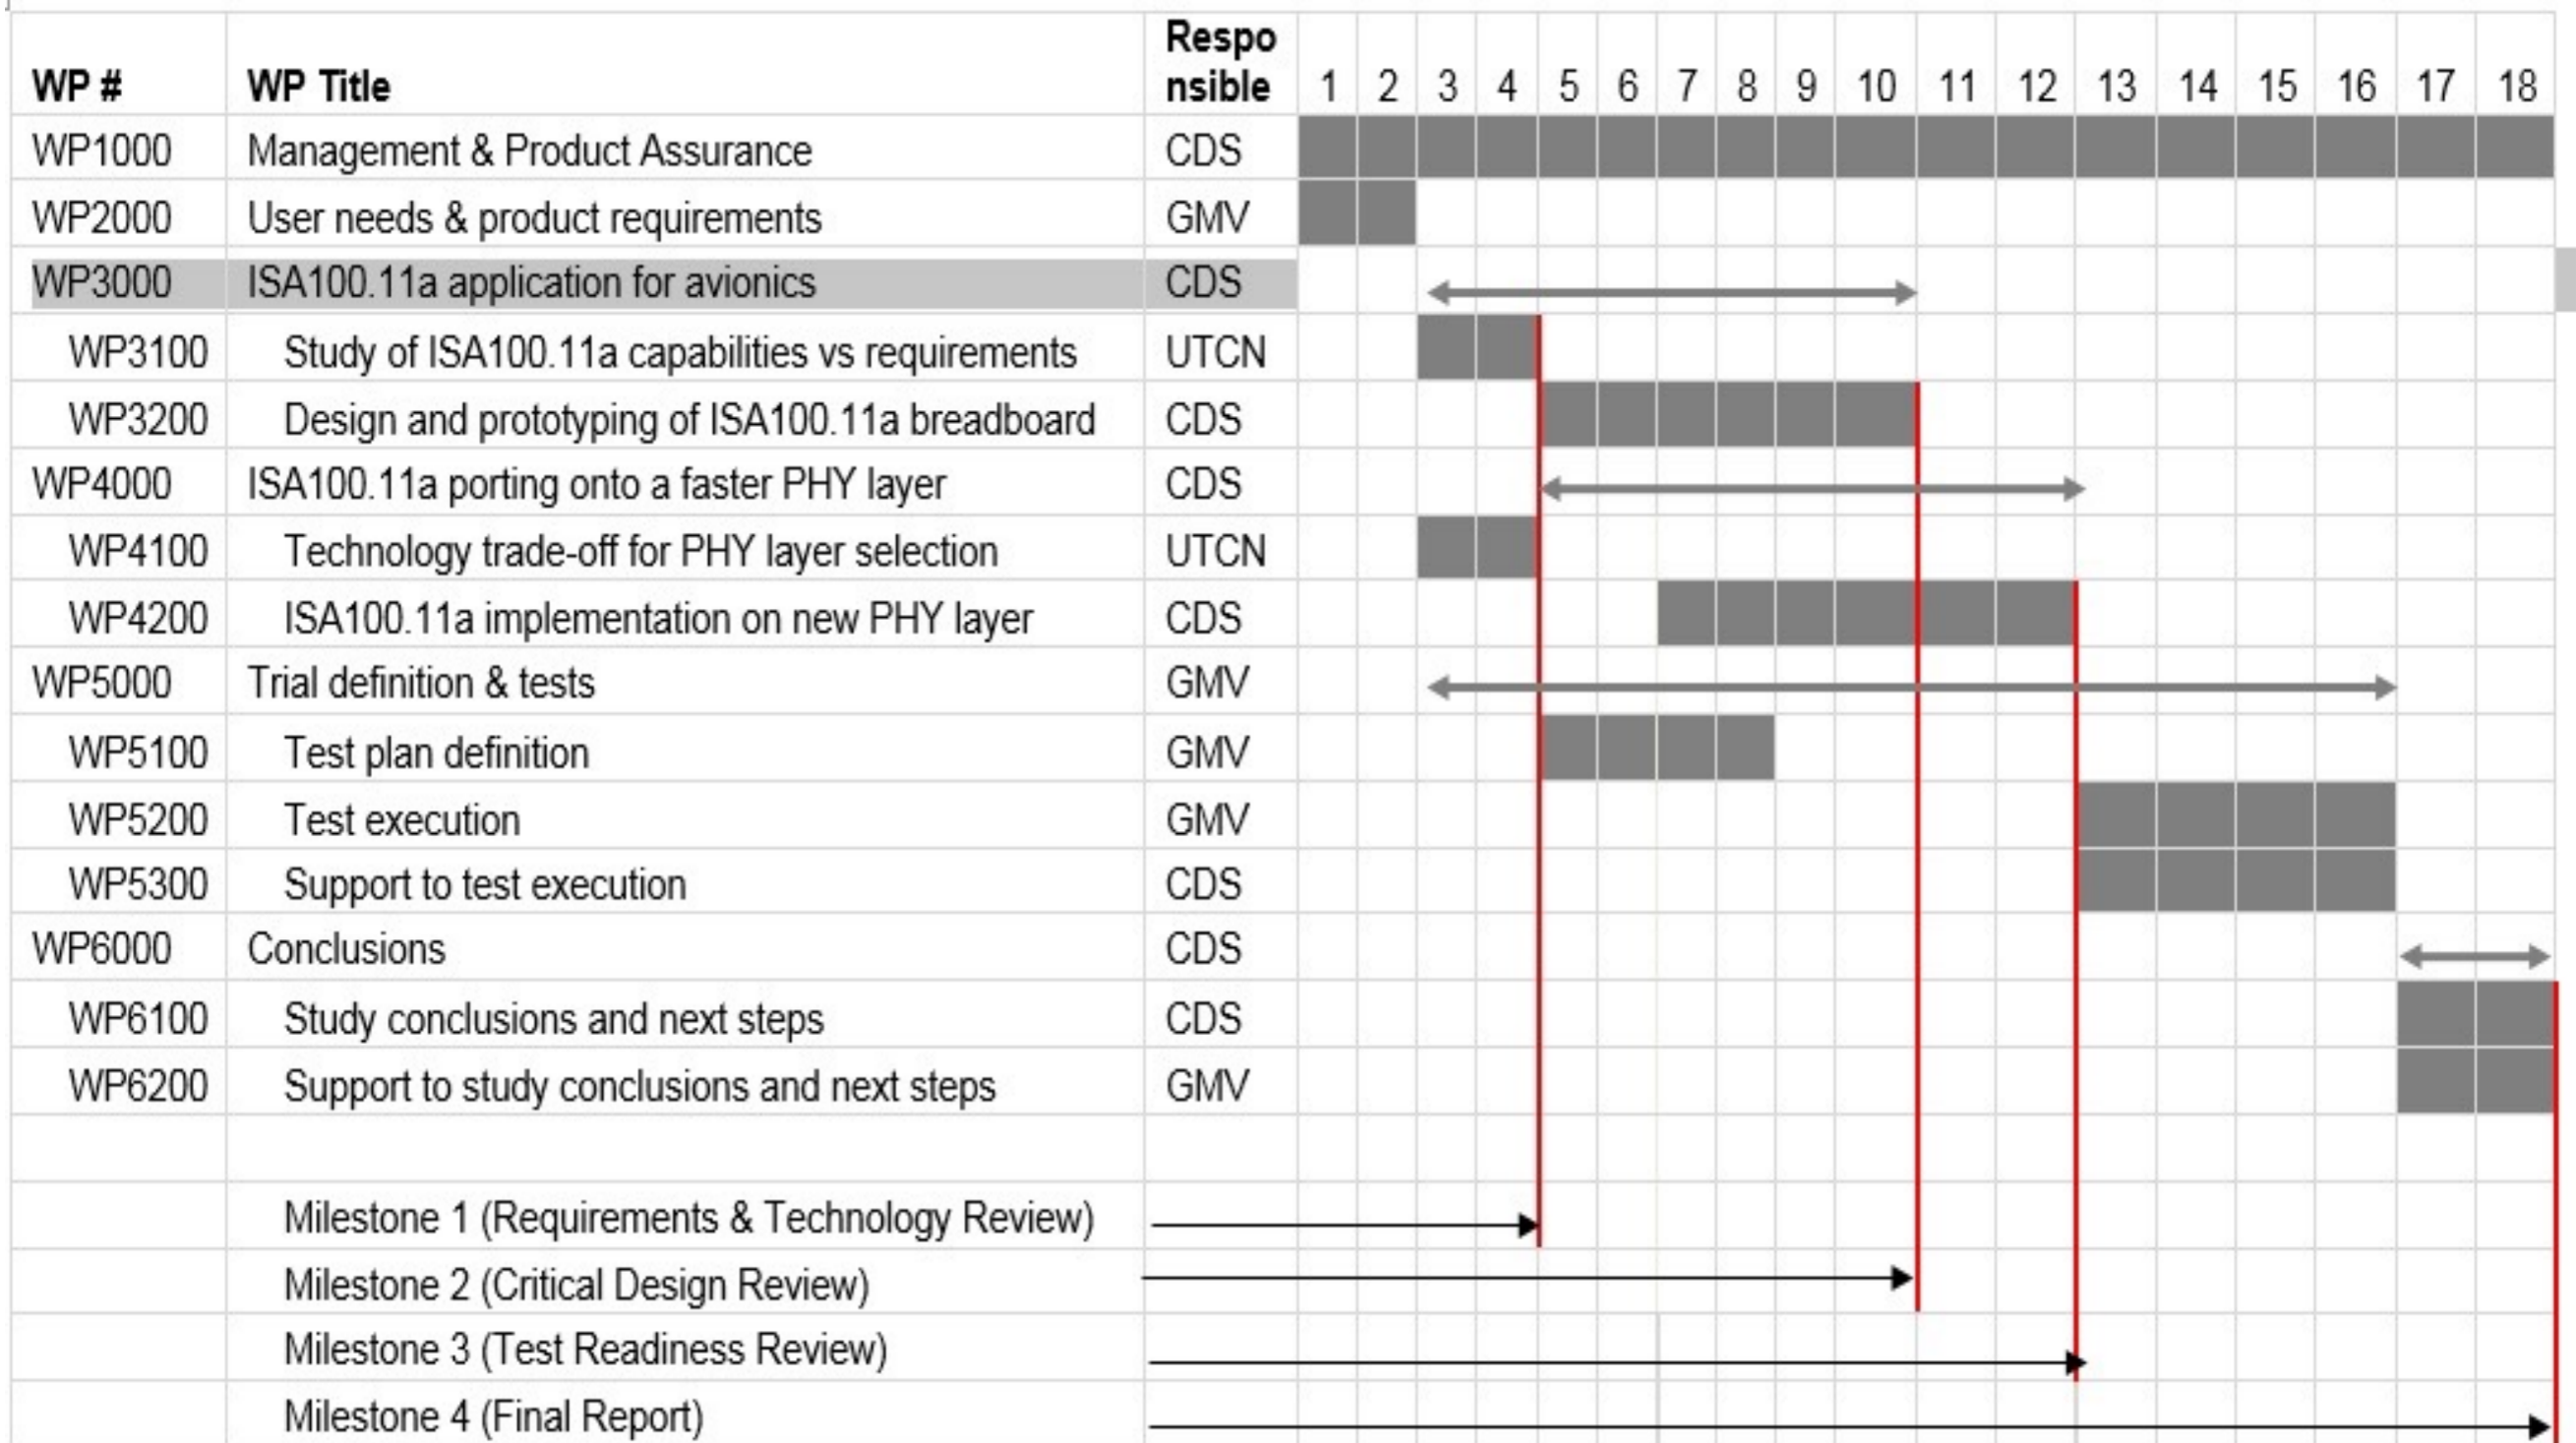 WP # WP Title Respo
nsible 1 2 3 4 5 6 7 8 9 10 11 12 13 14 15 16 17 18
WP1000 Management & Product Assurance CDS
WP2000 User needs & product requirements GMV
WP3000 ISA100.11a application for avionics CDS
WP3100 Study of ISA100.11a capabilities vs requirements UTCN
WP3200 Design and prototyping of ISA100.11a breadboard CDS
WP4000 ISA100.11a porting onto a faster PHY layer CDS
WP4100 Technology trade-off for PHY layer selection UTCN
WP4200 ISA100.11a implementation on new PHY layer CDS
WP5000 Trial definition & tests GMV
WP5100 Test plan definition GMV
WP5200 Test execution GMV
WP5300 Support to test execution CDS
WP6000 Conclusions CDS
WP6100 Study conclusions and next steps CDS
WP6200 Support to study conclusions and next steps GMV
Milestone 1 (Requirements & Technology Review)
Milestone 2 (Critical Design Review)
Milestone 3 (Test Readiness Review)
Milestone 4 (Final Report)